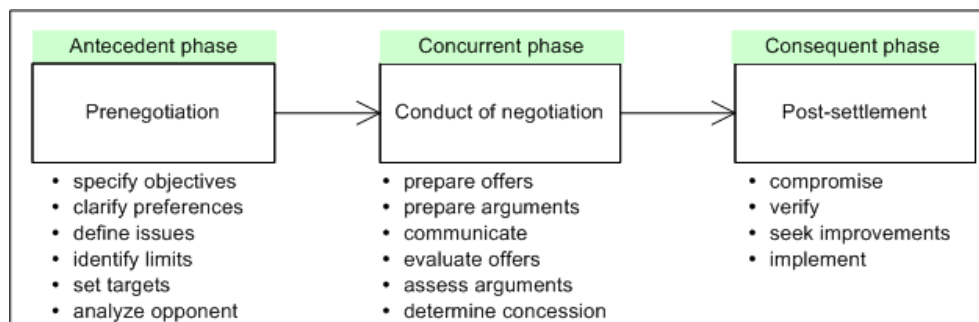 Antecedent phase
Prenegotiation
• specify objectives
• clarify preferences
• define issues
• identify limits
• set targets
• analyze opponent
Concurrent phase
Conduct of negotiation
• prepare offers
• prepare arguments
• communicate
• evaluate offers
• assess arguments
• determine concession
Consequent phase
Post-settlement
• compromise
• verify
• seek improvements
• implement